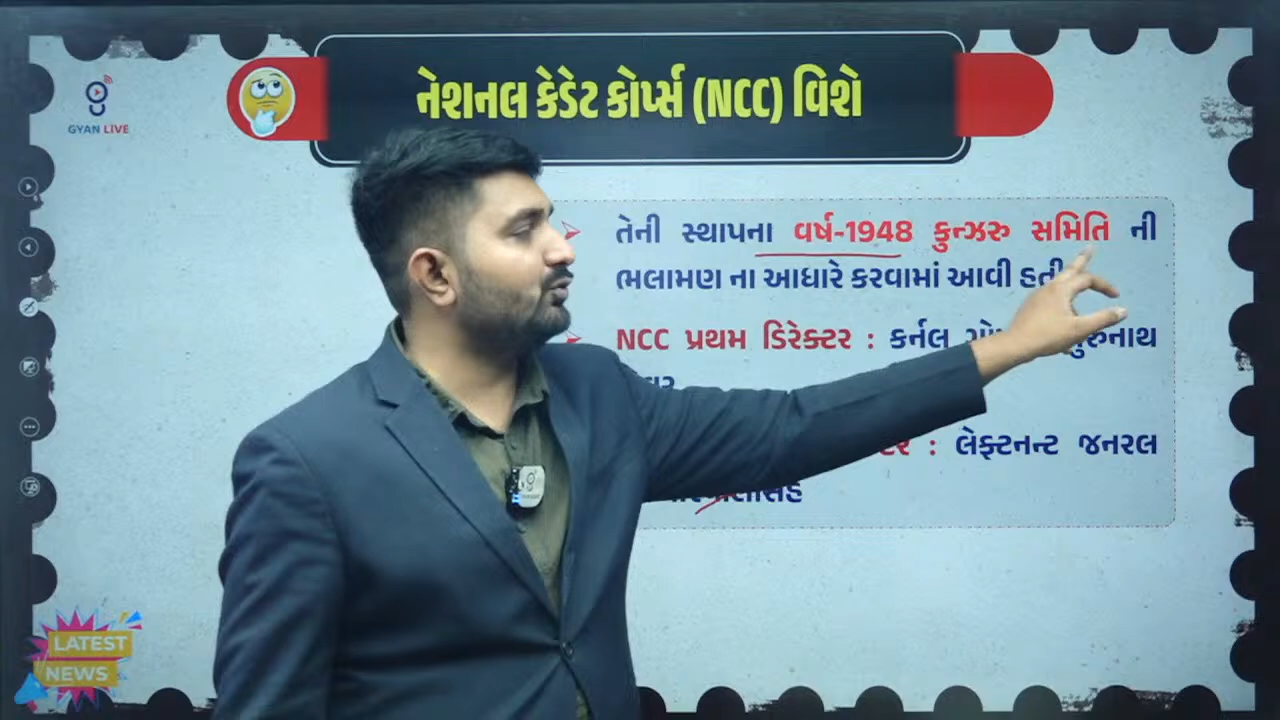 નેશનલ કેડેટ કોર્પ્સ (NCC) વિશે
GYAN LIVE
તેની સ્થાપના વર્ષ-1948 કુન્ઝરુ સમિતિ ની
ભલામણ ના આધારે કરવામાં આવી હતી
NCC પ્રથમ ડિરેક્ટર : કર્નલ
: લેફ્ટનન્ટ જનરલ
LATEST
NEWS